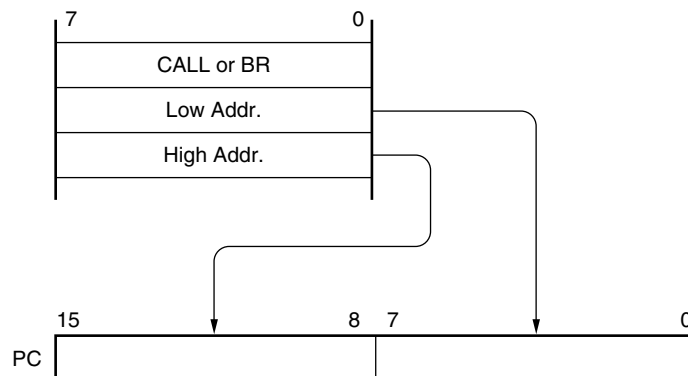 7 0
CALL or BR
Low Addr.
High Addr.
15 8 7 0
PC